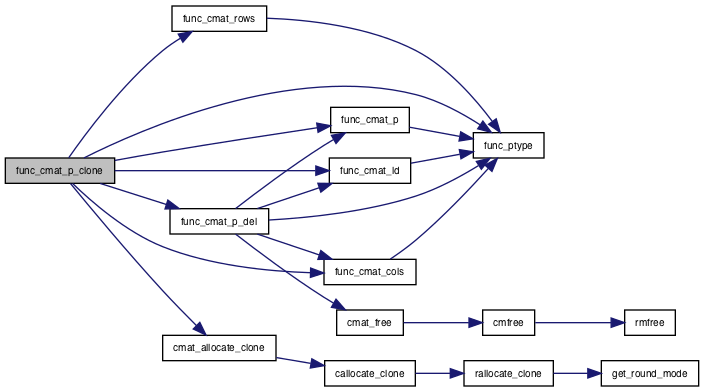 func_cmat_rows
func_cmat_p
func_ptype
func_cmat_p_clone
func_cmat_ld
func_cmat_p_del
func_cmat_cols
cmat_free
cmfree
rmfree
cmat_allocate_clone
callocate_clone
rallocate_clone
get_round_mode